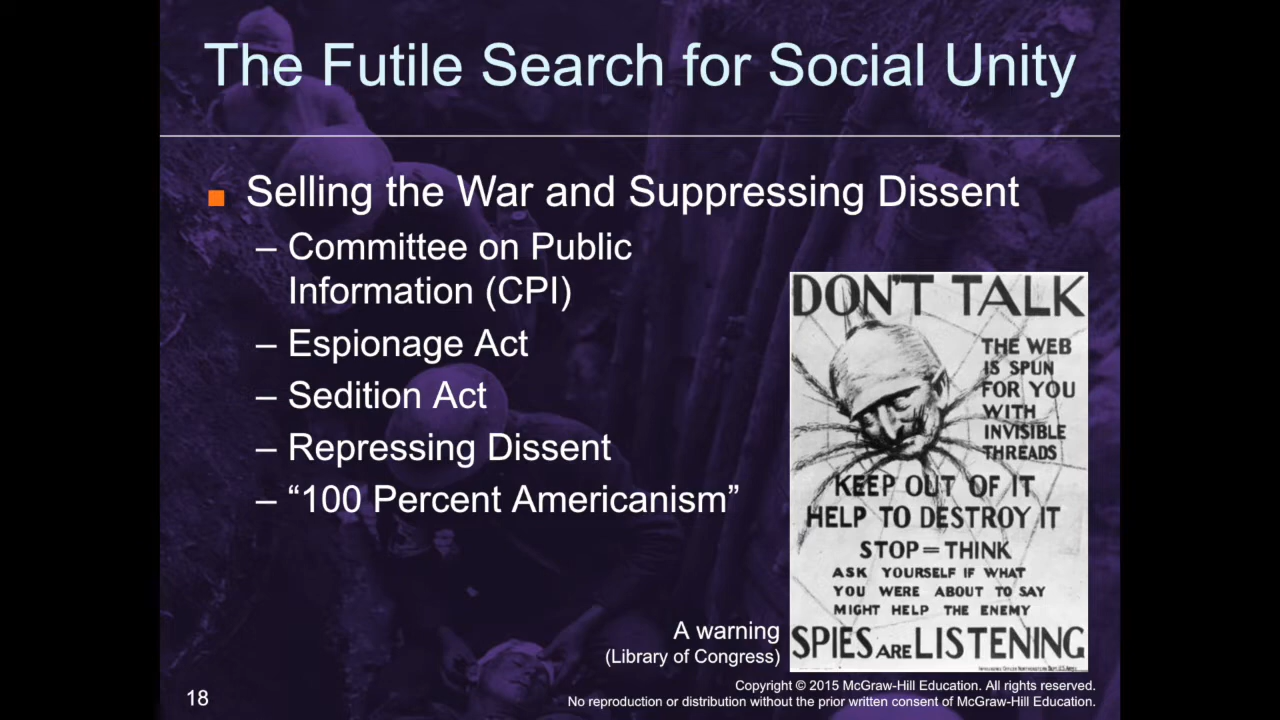 The Futile Search for Social Unity
■ Selling the War and Suppressing Dissent
– Committee on Public
Information (CPI)
– Espionage Act
– Sedition Act
– Repressing Dissent
– “100 Percent Americanism”
DON'T TALK
THE WEB
IS SPUN
FOR YOU
WITH
INVISIBLE
THREADS
KEEP OUT OF IT
HELP TO DESTROY IT
STOP=THINK
ASK YOURSELF IF WHAT
YOU WERE ABOUT TO SAY
MIGHT HELP THE ENEMY
SPIES ARE LISTENING
A warning
(Library of Congress)
18
Copyright © 2015 McGraw-Hill Education. All rights reserved.
No reproduction or distribution without the prior written consent of McGraw-Hill Education.